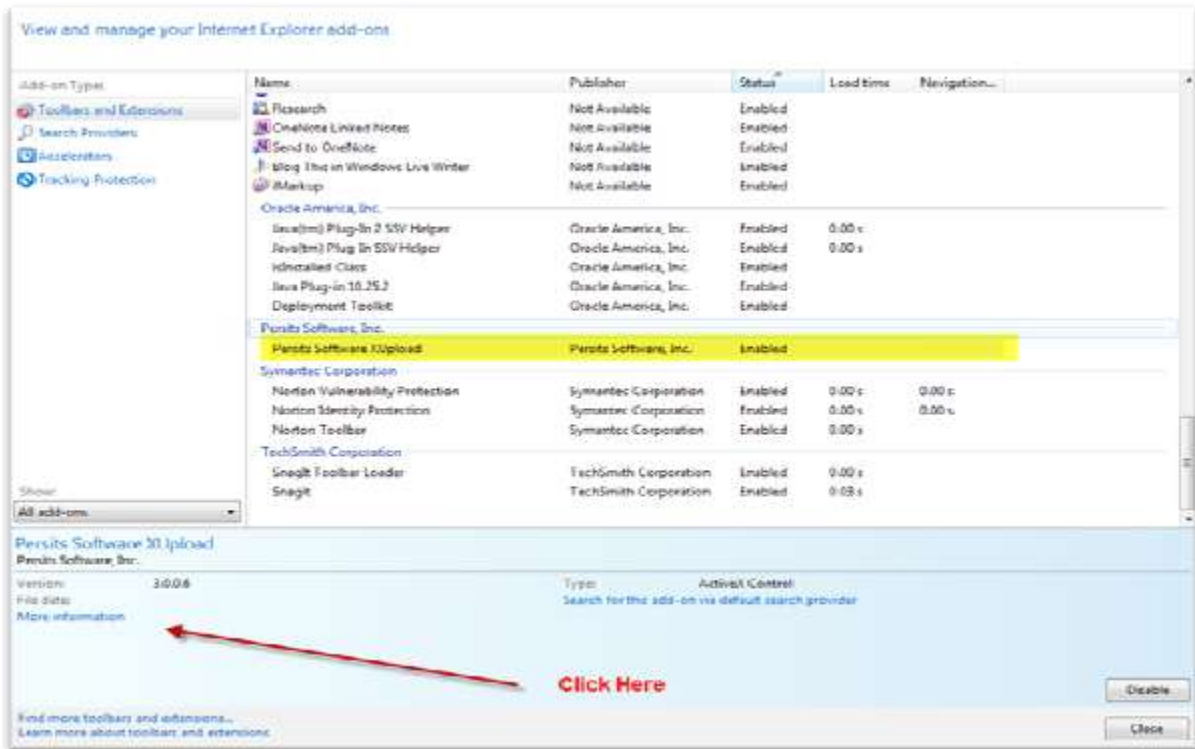 View and manage your Internet Explorer add-ons
Add-on Types
Toolbars and Extensions
Search Providers
Accelerators
Tracking Protection
Show:
All add-ons
Name Publisher Status Load time Navigation...
Research Not Available Enabled
OneNote Linked Notes Not Available Enabled
Send to OneNote Not Available Enabled
Blog This in Windows Live Writer Not Available Enabled
iMarkup Not Available Enabled
Oracle America, Inc.
Java(tm) Plug-In 2 SSV Helper Oracle America, Inc. Enabled 0.00 s
Java(tm) Plug-In SSV Helper Oracle America, Inc. Enabled 0.00 s
isInstalled Class Oracle America, Inc. Enabled
Java Plug-in 10.25.2 Oracle America, Inc. Enabled
Deployment Toolkit Oracle America, Inc. Enabled
Persits Software, Inc.
Persits Software XUpload Persits Software, Inc. Enabled
Symantec Corporation
Norton Vulnerability Protection Symantec Corporation Enabled 0.00 s 0.00 s
Norton Identity Protection Symantec Corporation Enabled 0.00 s 0.00 s
Norton Toolbar Symantec Corporation Enabled 0.00 s
TechSmith Corporation
SnagIt Toolbar Loader TechSmith Corporation Enabled 0.00 s
Snagit TechSmith Corporation Enabled 0.03 s
Persits Software XUpload
Persits Software, Inc.
Version: 3.0.0.6 Type: ActiveX Control
File date: Search for this add-on via default search provider
More information
Click Here
Disable
Find more toolbars and extensions...
Learn more about toolbars and extensions
Close